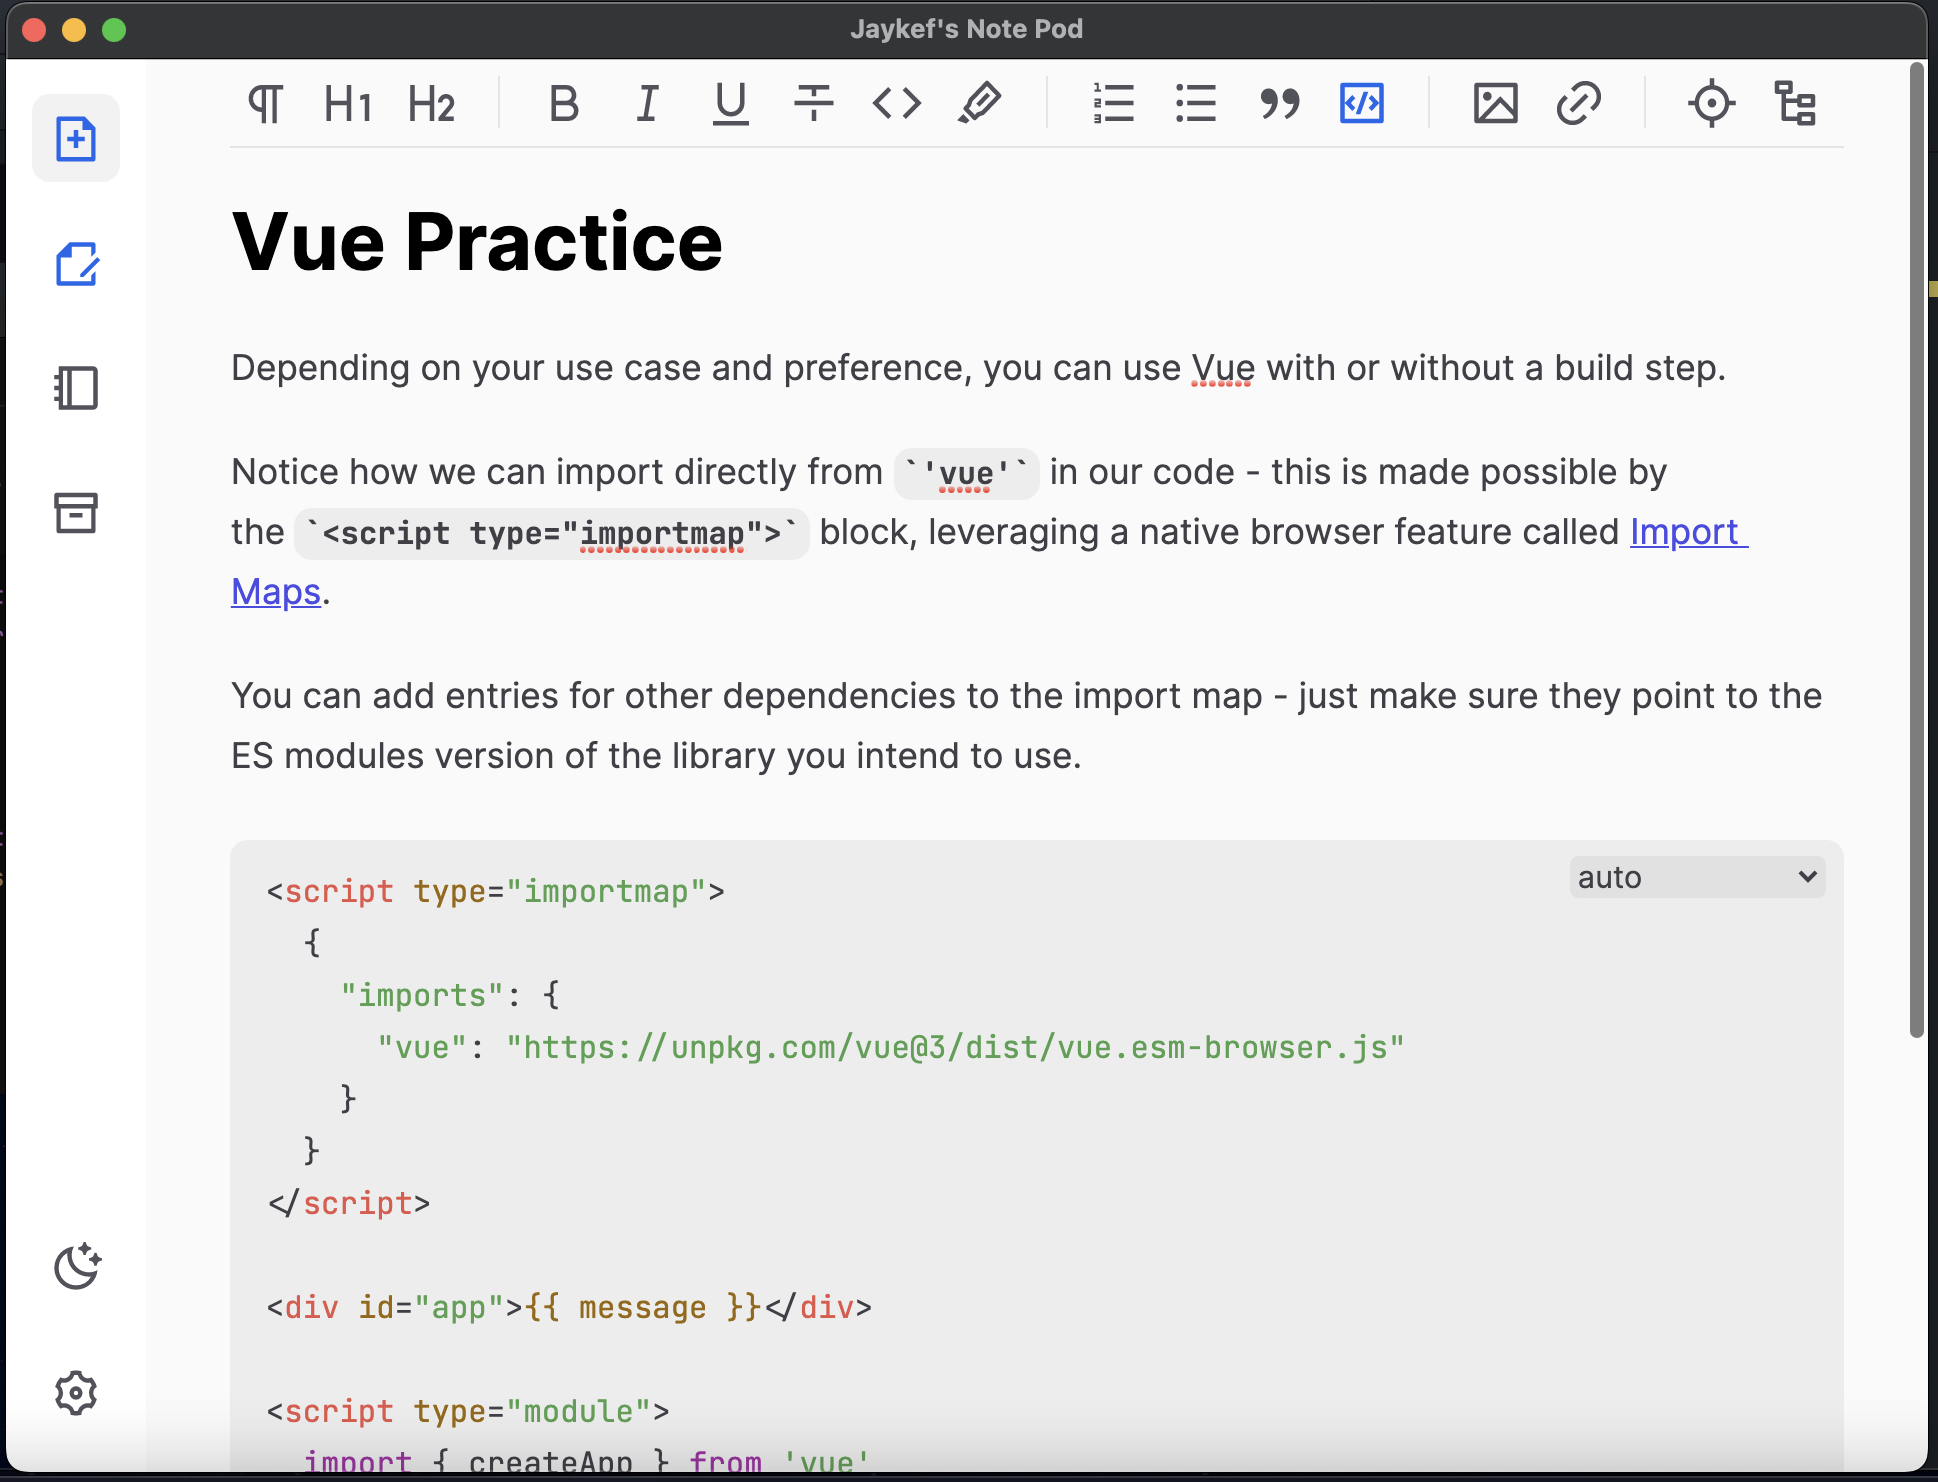 Jaykef's Note Pod
H1 H2 B I U T
Vue Practice
Depending on your use case and preference, you can use Vue with or without a build step.
Notice how we can import directly from `'vue'` in our code - this is made possible by
the `<script type="importmap">` block, leveraging a native browser feature called Import
Maps.
You can add entries for other dependencies to the import map - just make sure they point to the
ES modules version of the library you intend to use.
auto
<script type="importmap">
  {
    "imports": {
      "vue": "https://unpkg.com/vue@3/dist/vue.esm-browser.js"
    }
  }
</script>
<div id="app">{{ message }}</div>
<script type="module">
  import { createApp } from 'vue'